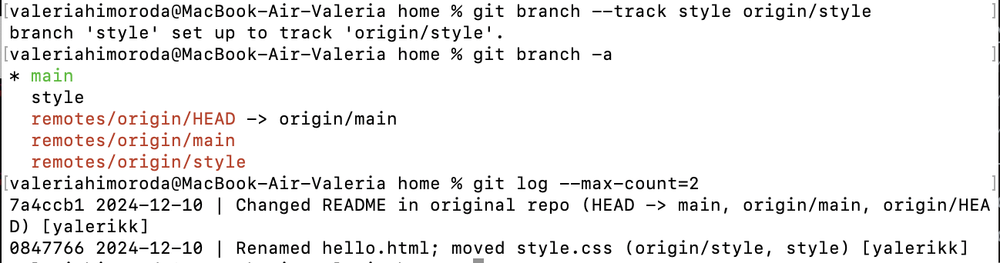 [valeriahimoroda@MacBook-Air-Valeria home % git branch --track style origin/style ]
branch 'style' set up to track 'origin/style'.
[valeriahimoroda@MacBook-Air-Valeria home % git branch -a ]
* main
  style
  remotes/origin/HEAD -> origin/main
  remotes/origin/main
  remotes/origin/style
[valeriahimoroda@MacBook-Air-Valeria home % git log --max-count=2 ]
7a4ccb1 2024-12-10 | Changed README in original repo (HEAD -> main, origin/main, origin/HEA
D) [yalerikk]
0847766 2024-12-10 | Renamed hello.html; moved style.css (origin/style, style) [yalerikk]